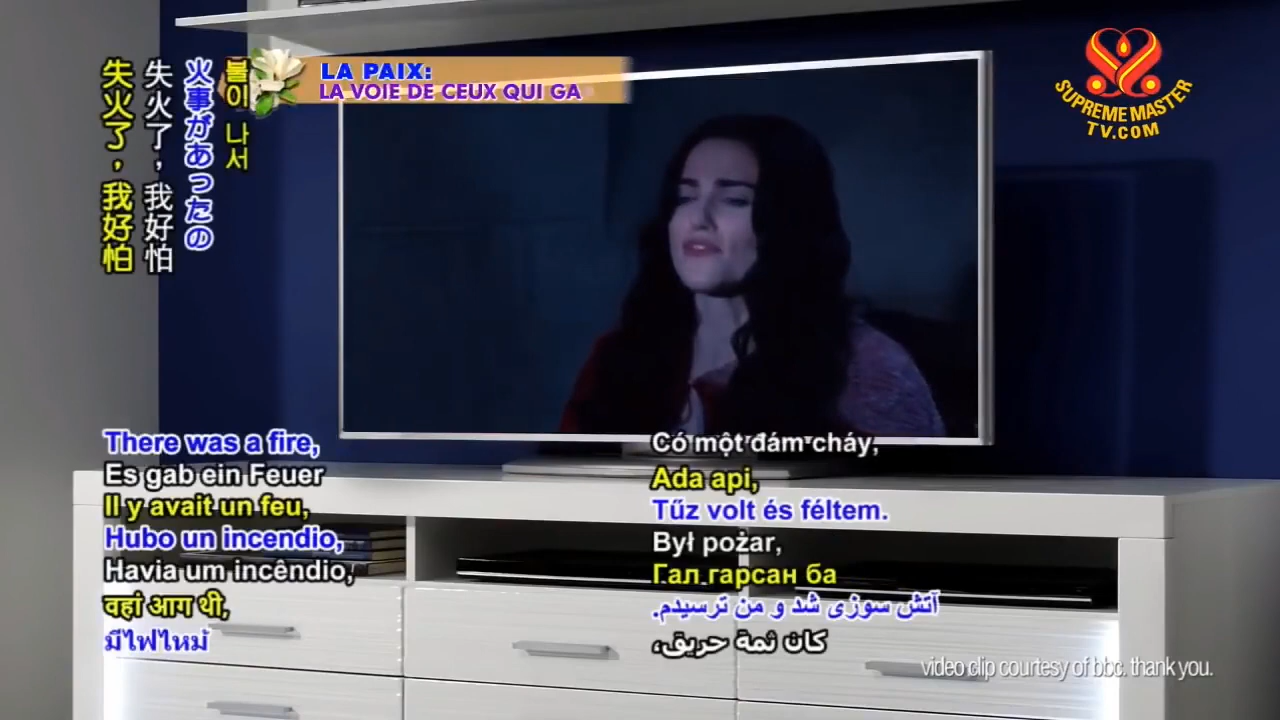 LA PAIX:
LA VOIE DE CEUX QUI GA
SUPREME MASTER
TV.COM
불이 나서
火事があったの
失火了，我好怕
失火了，我好怕
There was a fire,
Es gab ein Feuer
Il y avait un feu,
Hubo un incendio,
Havia um incêndio,
वहां आग थी,
มีไฟไหม้
Có một đám cháy,
Ada api,
Tűz volt és féltem.
Był pożar,
Гал гарсан ба
آتش سوزی شد و من ترسیدم.
كان ثمة حريق،
video clip courtesy of bbc. thank you.